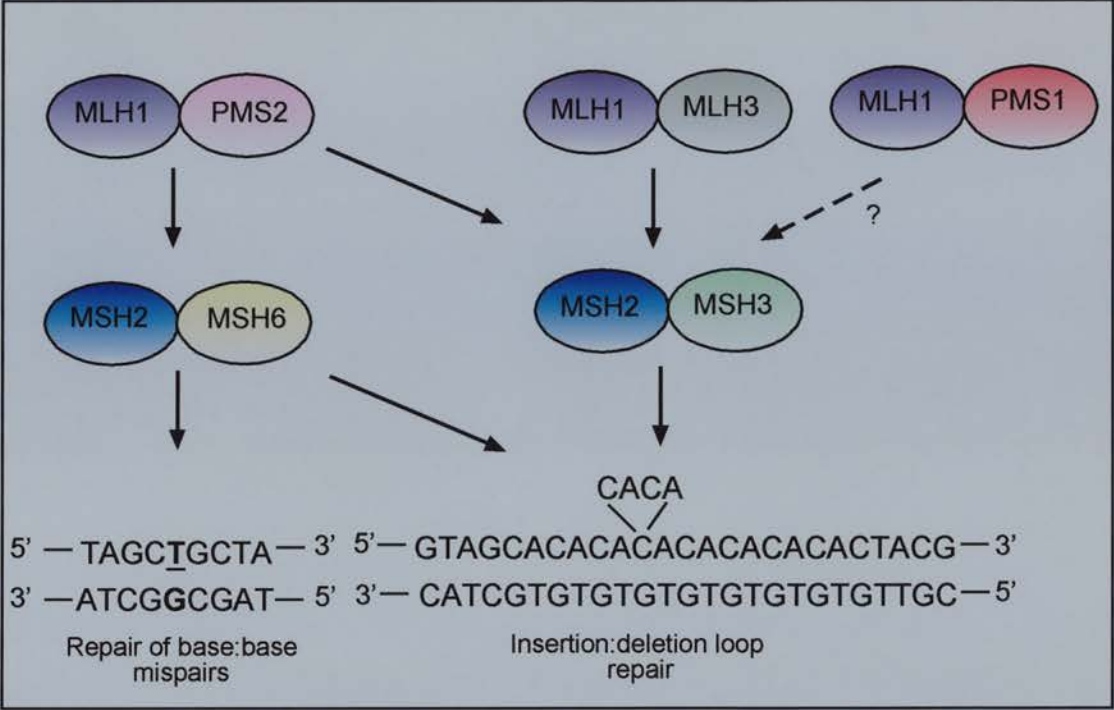 MLH1 PMS2 MLH1 MLH3 MLH1 PMS1
?
MSH2 MSH6 MSH2 MSH3
CACA
5’ — TAGCTGCTA — 3’ 5’ — GTAGCACACACACACACACACTACG — 3’
3’ — ATCGGCGAT — 5’ 3’ — CATCGTGTGTGTGTGTGTGTGTTGC — 5’
Repair of base:base
mispairs
Insertion:deletion loop
repair